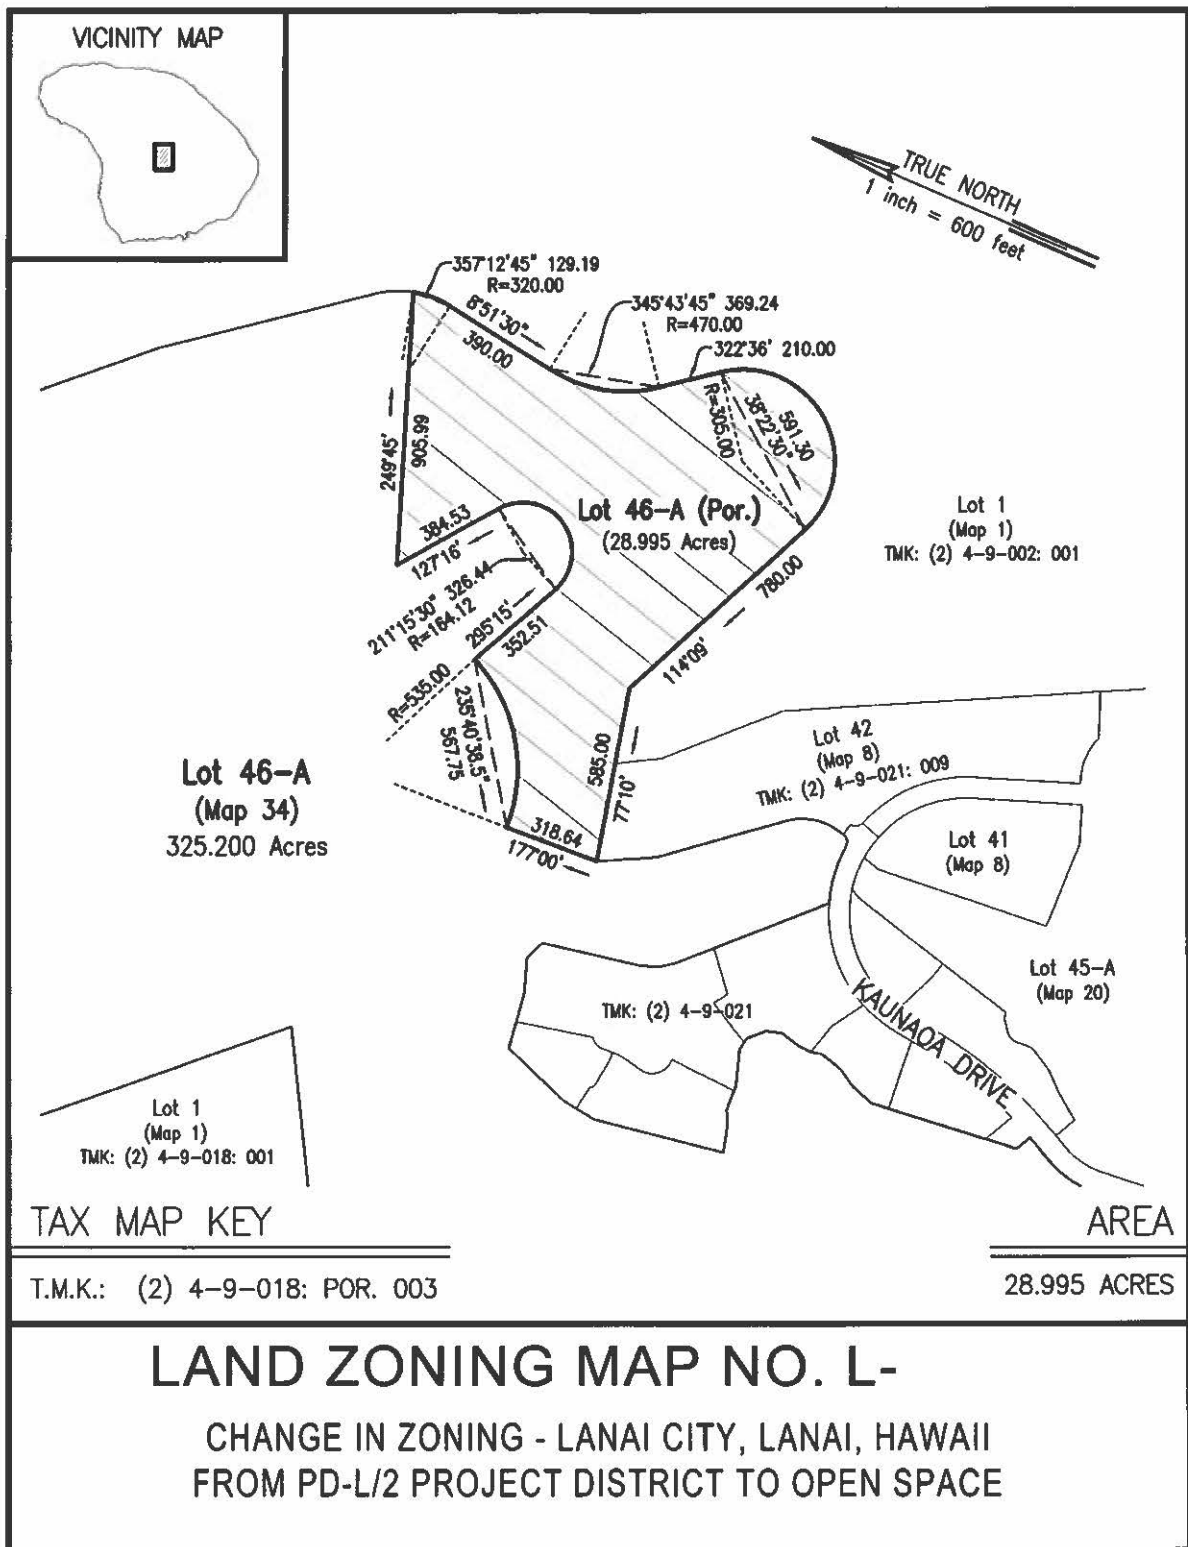 VICINITY MAP
TRUE NORTH
1 inch = 600 feet
357°12'45" 129.19
R=320.00
8°51'30"
390.00
345°43'45" 369.24
R=470.00
322°36' 210.00
R=305.00
38°22'30"
591.30
249°45'
905.99
Lot 46-A (Por.)
(28.995 Acres)
Lot 1
(Map 1)
TMK: (2) 4-9-002: 001
384.53
127°16'
211°15'30" 326.44
R=164.12
295°15'
352.51
780.00
114°09'
R=535.00
235°40'38.5"
567.75
585.00
77°10'
318.64
177°00'
Lot 46-A
(Map 34)
325.200 Acres
Lot 42
(Map 8)
TMK: (2) 4-9-021: 009
Lot 41
(Map 8)
Lot 45-A
(Map 20)
TMK: (2) 4-9-021
KAUNAOA DRIVE
Lot 1
(Map 1)
TMK: (2) 4-9-018: 001
TAX MAP KEY
AREA
T.M.K.: (2) 4-9-018: POR. 003
28.995 ACRES
LAND ZONING MAP NO. L-
CHANGE IN ZONING - LANAI CITY, LANAI, HAWAII
FROM PD-L/2 PROJECT DISTRICT TO OPEN SPACE